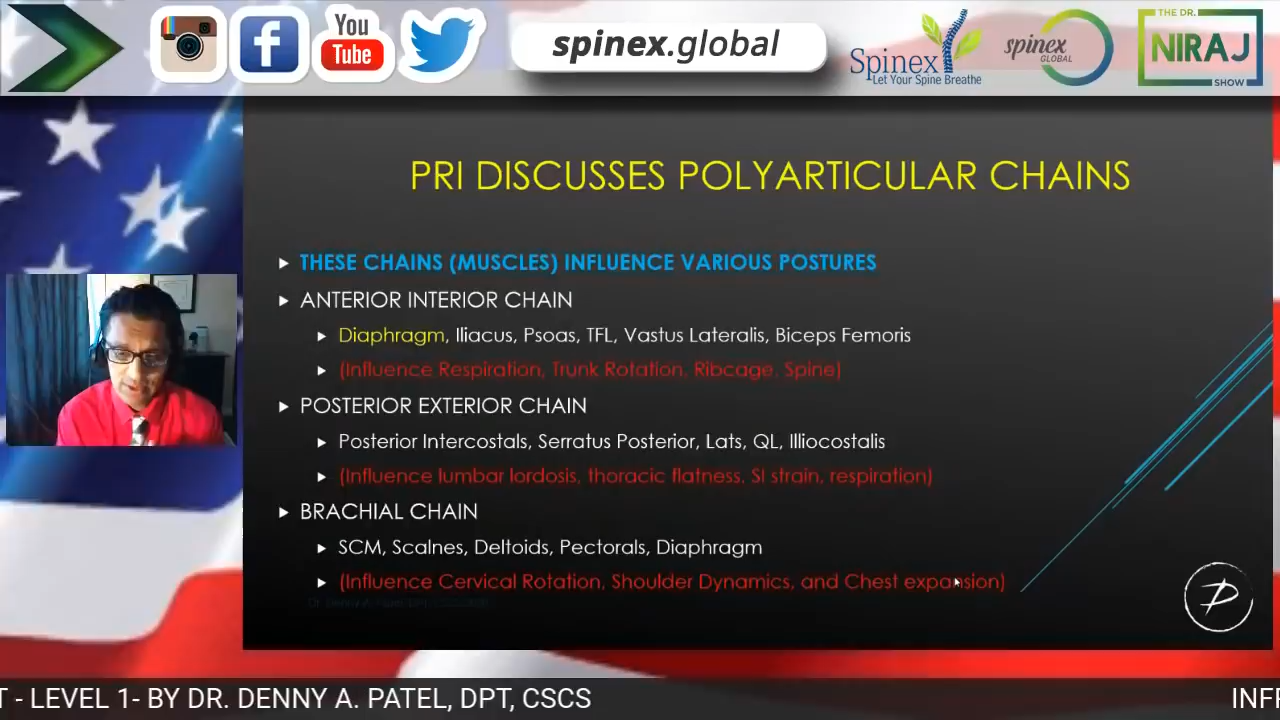 You
Tube
spinex.global
Spinex
Let Your Spine Breathe
spinex
GLOBAL
THE DR.
NIRAJ
SHOW
PRI DISCUSSES POLYARTICULAR CHAINS
THESE CHAINS (MUSCLES) INFLUENCE VARIOUS POSTURES
ANTERIOR INTERIOR CHAIN
Diaphragm, Iliacus, Psoas, TFL, Vastus Lateralis, Biceps Femoris
(Influence Respiration, Trunk Rotation, Ribcage, Spine)
POSTERIOR EXTERIOR CHAIN
Posterior Intercostals, Serratus Posterior, Lats, QL, Illiocostalis
(Influence lumbar lordosis, thoracic flatness, SI strain, respiration)
BRACHIAL CHAIN
SCM, Scalnes, Deltoids, Pectorals, Diaphragm
(Influence Cervical Rotation, Shoulder Dynamics, and Chest expansion)
T - LEVEL 1- BY DR. DENNY A. PATEL, DPT, CSCS
INF